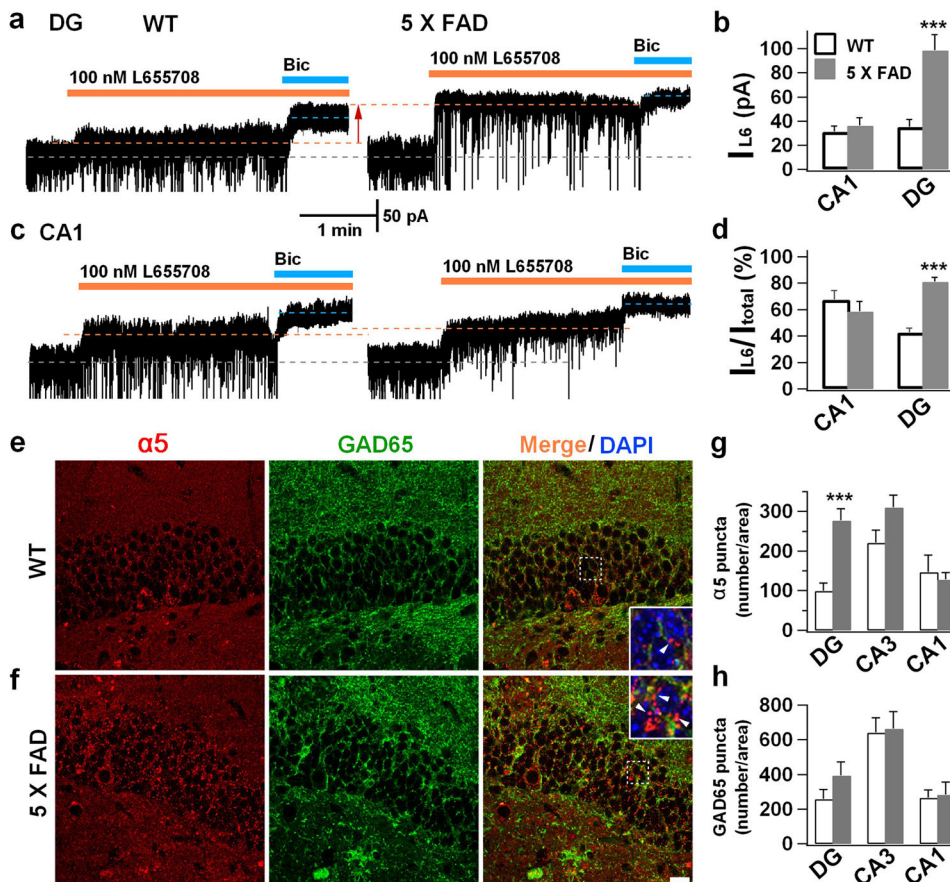 a DG WT 5 X FAD
100 nM L655708
Bic
100 nM L655708
Bic
50 pA
1 min
b
***
WT
5 X FAD
I L6 (pA)
100
80
60
40
20
0
CA1 DG
c CA1
100 nM L655708
Bic
100 nM L655708
Bic
d
***
I L6/ I total (%)
100
80
60
40
20
0
CA1 DG
e α5 GAD65 Merge/ DAPI
WT
f
5 X FAD
g
***
α5 puncta
(number/area)
300
200
100
0
DG CA3 CA1
h
GAD65 puncta
(number/area)
800
600
400
200
0
DG CA3 CA1